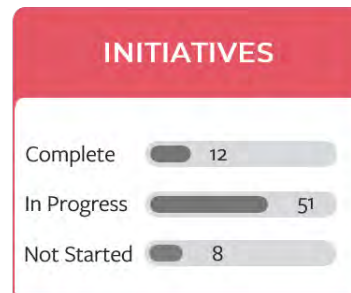 INITIATIVES
Complete 12
In Progress 51
Not Started 8